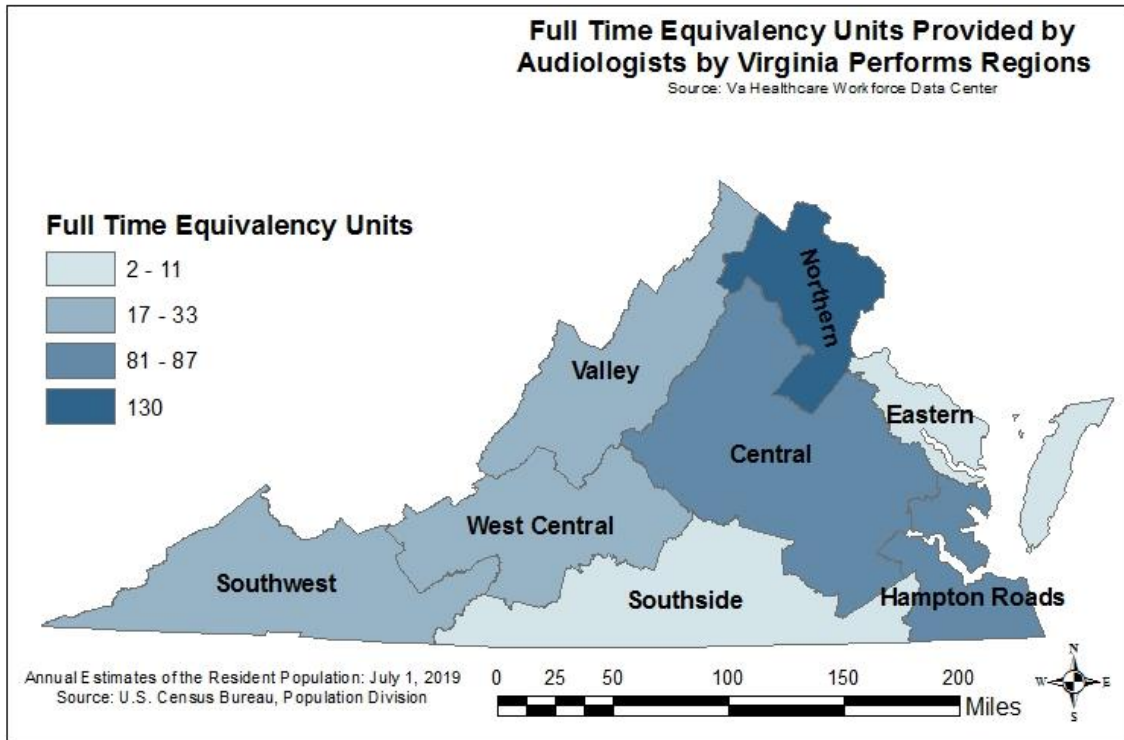 Full Time Equivalency Units Provided by
Audiologists by Virginia Performs Regions
Source: Va Healthcare Workforce Data Center
Full Time Equivalency Units
2 - 11
17 - 33
81 - 87
130
Northern
Valley
Eastern
Central
West Central
Southwest
Southside
Hampton Roads
Annual Estimates of the Resident Population: July 1, 2019
Source: U.S. Census Bureau, Population Division
0 25 50 100 150 200
Miles
N
W E
S